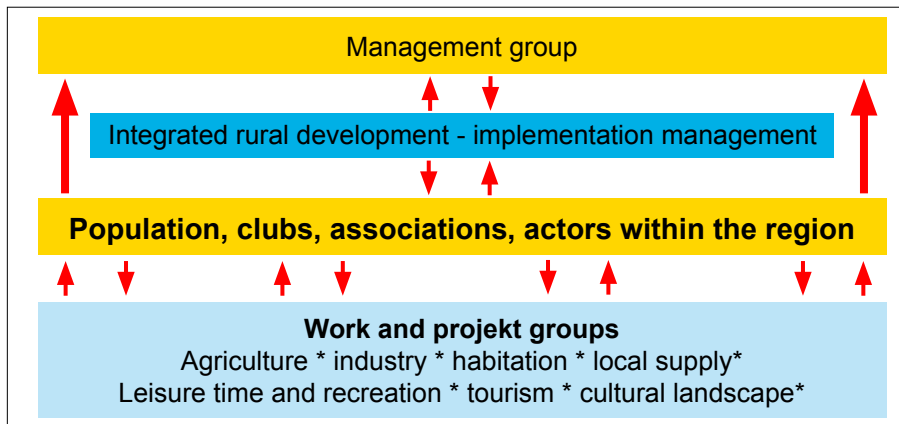 Management group
Integrated rural development - implementation management
Population, clubs, associations, actors within the region
Work and projekt groups
Agriculture * industry * habitation * local supply*
Leisure time and recreation * tourism * cultural landscape*